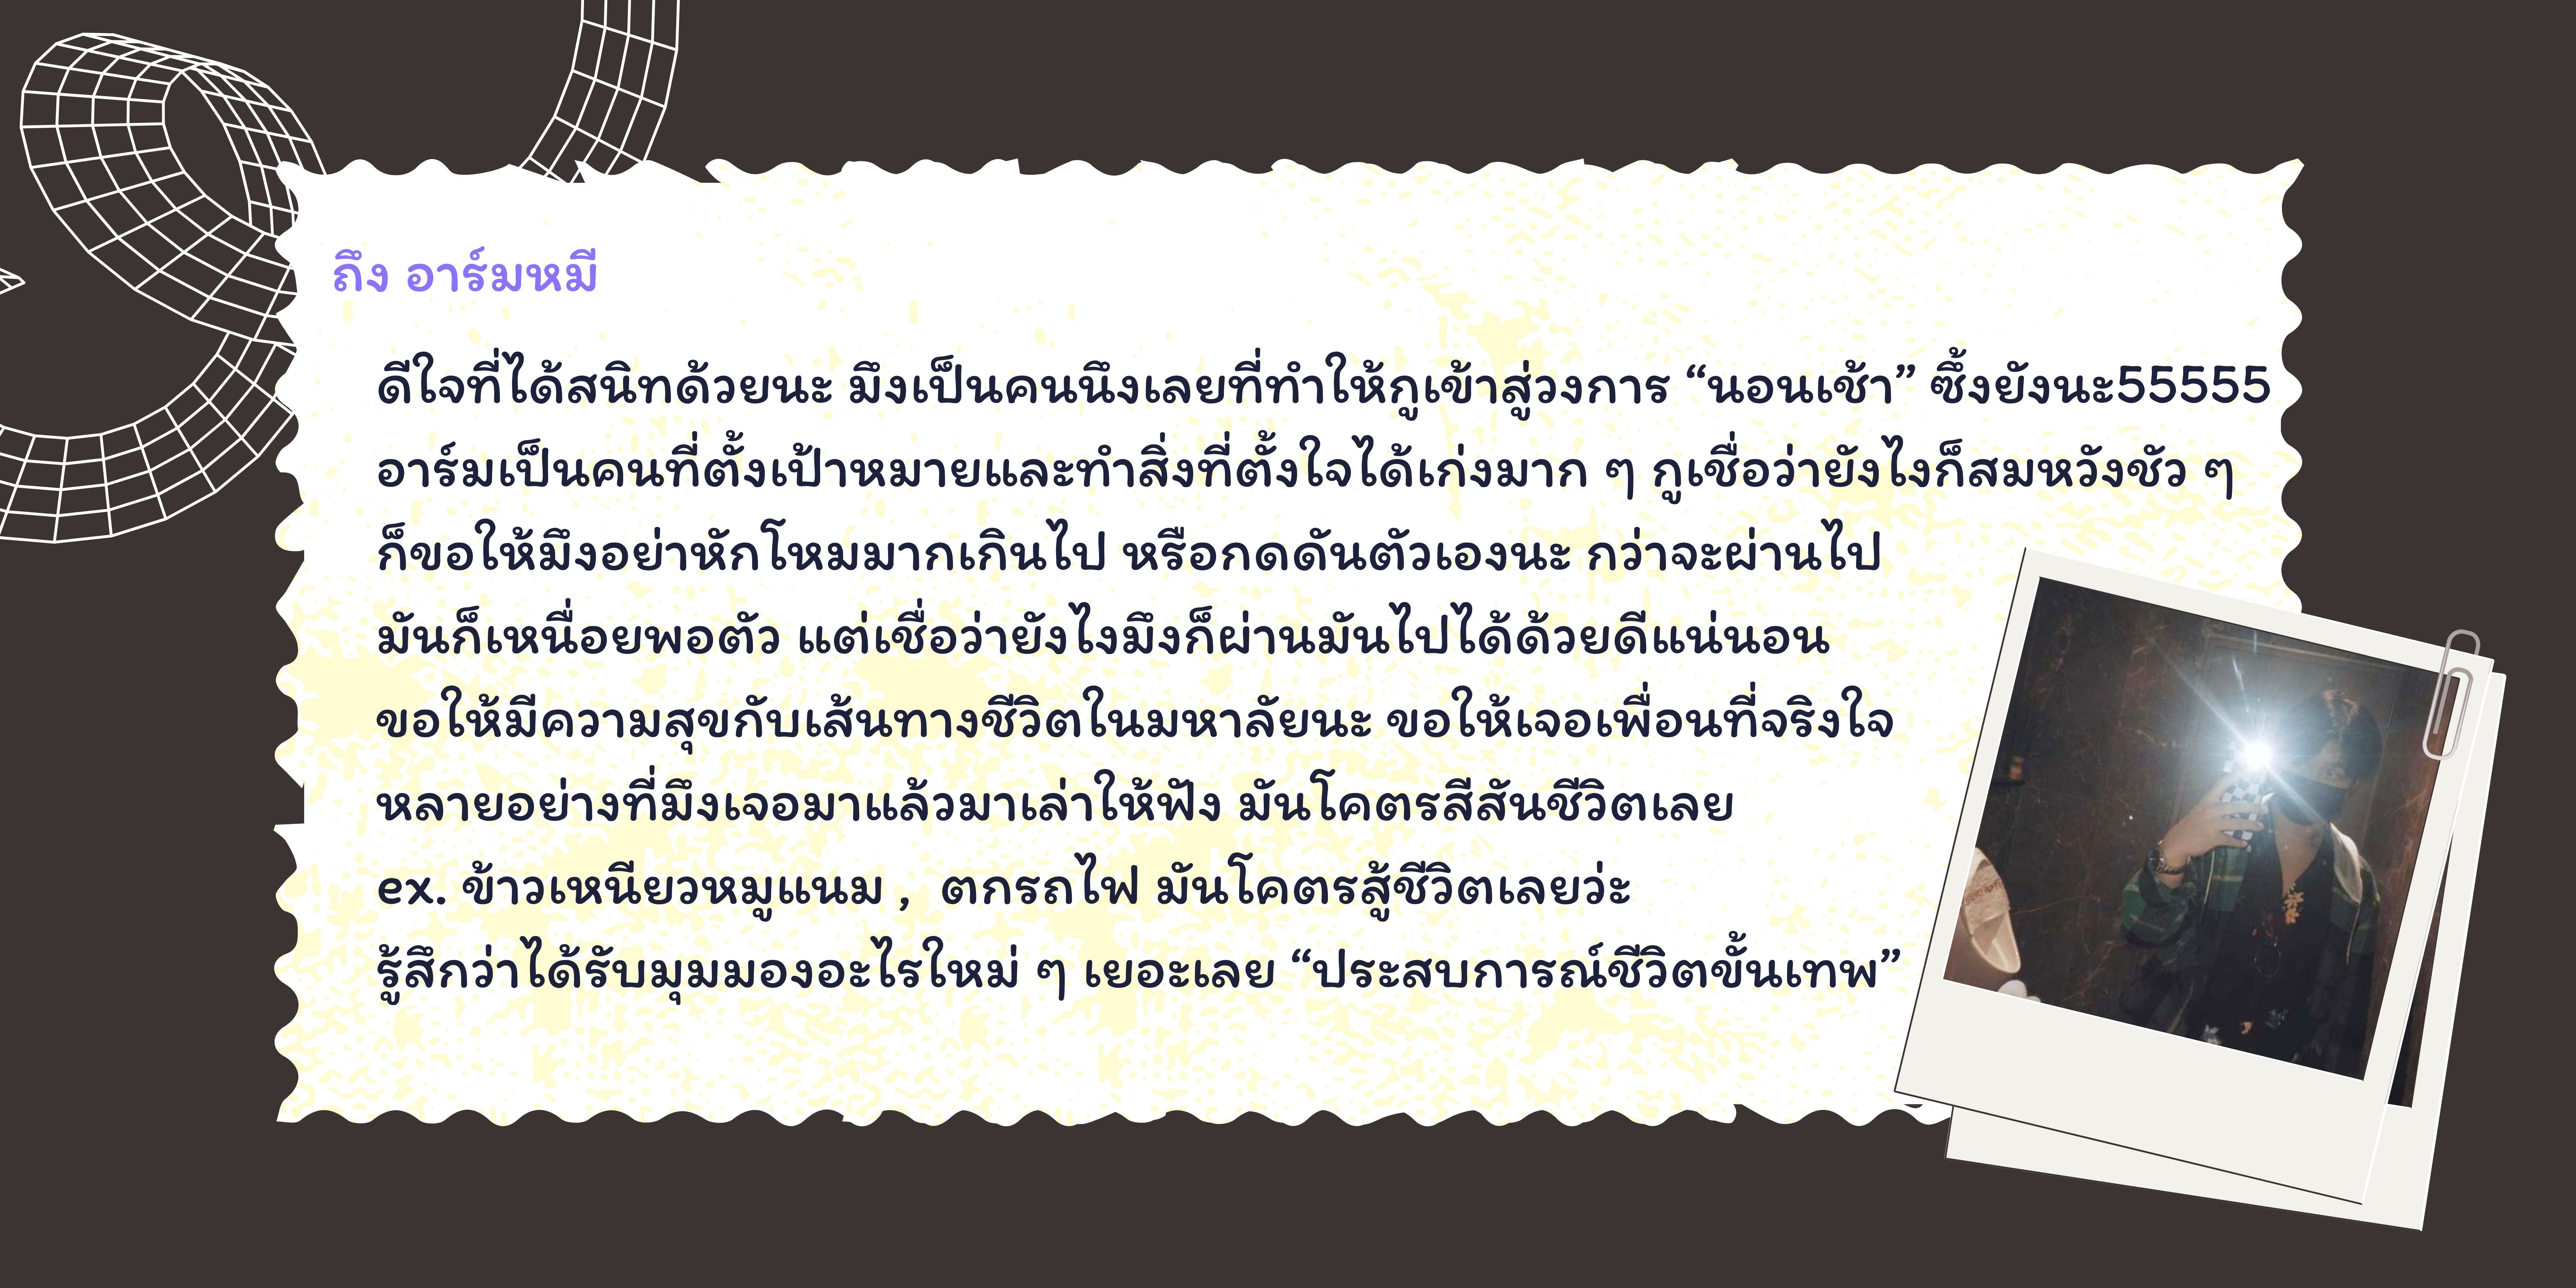 ถึง อาร์มหมี
ดีใจที่ได้สนิทด้วยนะ มึงเป็นคนนึงเลยที่ทำให้กูเข้าสู่วงการ “นอนเช้า” ซึ้งยังนะ55555
อาร์มเป็นคนที่ตั้งเป้าหมายและทำสิ่งที่ตั้งใจได้เก่งมาก ๆ กูเชื่อว่ายังไงก็สมหวังชัว ๆ
ก็ขอให้มึงอย่าหักโหมมากเกินไป หรือกดดันตัวเองนะ กว่าจะผ่านไป
มันก็เหนื่อยพอตัว แต่เชื่อว่ายังไงมึงก็ผ่านมันไปได้ด้วยดีแน่นอน
ขอให้มีความสุขกับเส้นทางชีวิตในมหาลัยนะ ขอให้เจอเพื่อนที่จริงใจ
หลายอย่างที่มึงเจอมาแล้วมาเล่าให้ฟัง มันโคตรสีสันชีวิตเลย
ex. ข้าวเหนียวหมูแนม ,  ตกรถไฟ มันโคตรสู้ชีวิตเลยว่ะ
รู้สึกว่าได้รับมุมมองอะไรใหม่ ๆ เยอะเลย “ประสบการณ์ชีวิตขั้นเทพ”